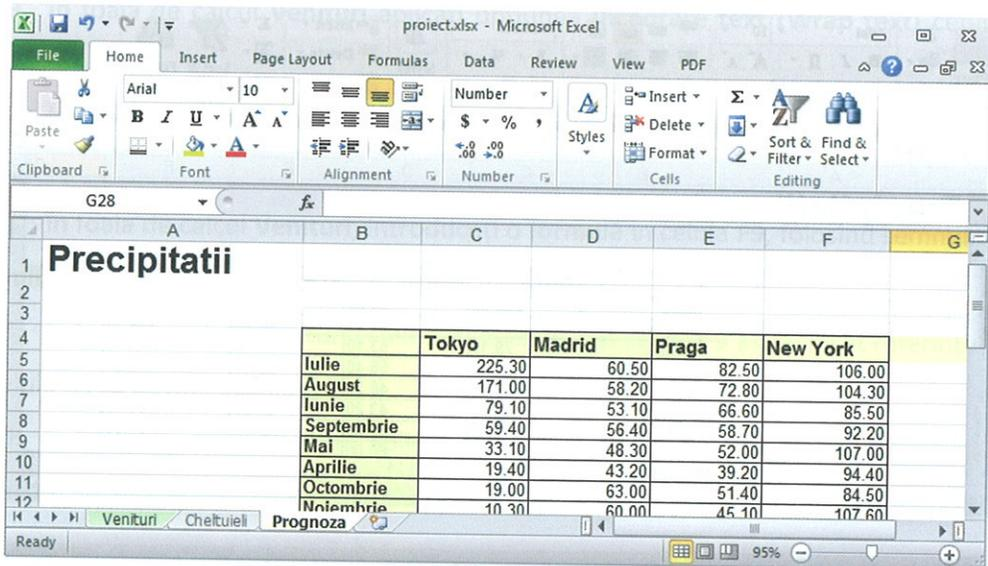 proiect.xlsx - Microsoft Excel
File Home Insert Page Layout Formulas Data Review View PDF
Paste
Arial 10
B I U A A
Number
$ % ,
Styles
Insert
Delete
Format
Σ
Sort & Filter
Find & Select
Clipboard Font Alignment Number Cells Editing
G28 fx
A B C D E F G
1 Precipitatii
2
3
4 Tokyo Madrid Praga New York
5 Iulie 225.30 60.50 82.50 106.00
6 August 171.00 58.20 72.80 104.30
7 Iunie 79.10 53.10 66.60 85.50
8 Septembrie 59.40 56.40 58.70 92.20
9 Mai 33.10 48.30 52.00 107.00
10 Aprilie 19.40 43.20 39.20 94.40
11 Octombrie 19.00 63.00 51.40 84.50
12 Noiembrie 10.30 60.00 45.10 107.60
Venituri Cheltuieli Prognoza
Ready 95%